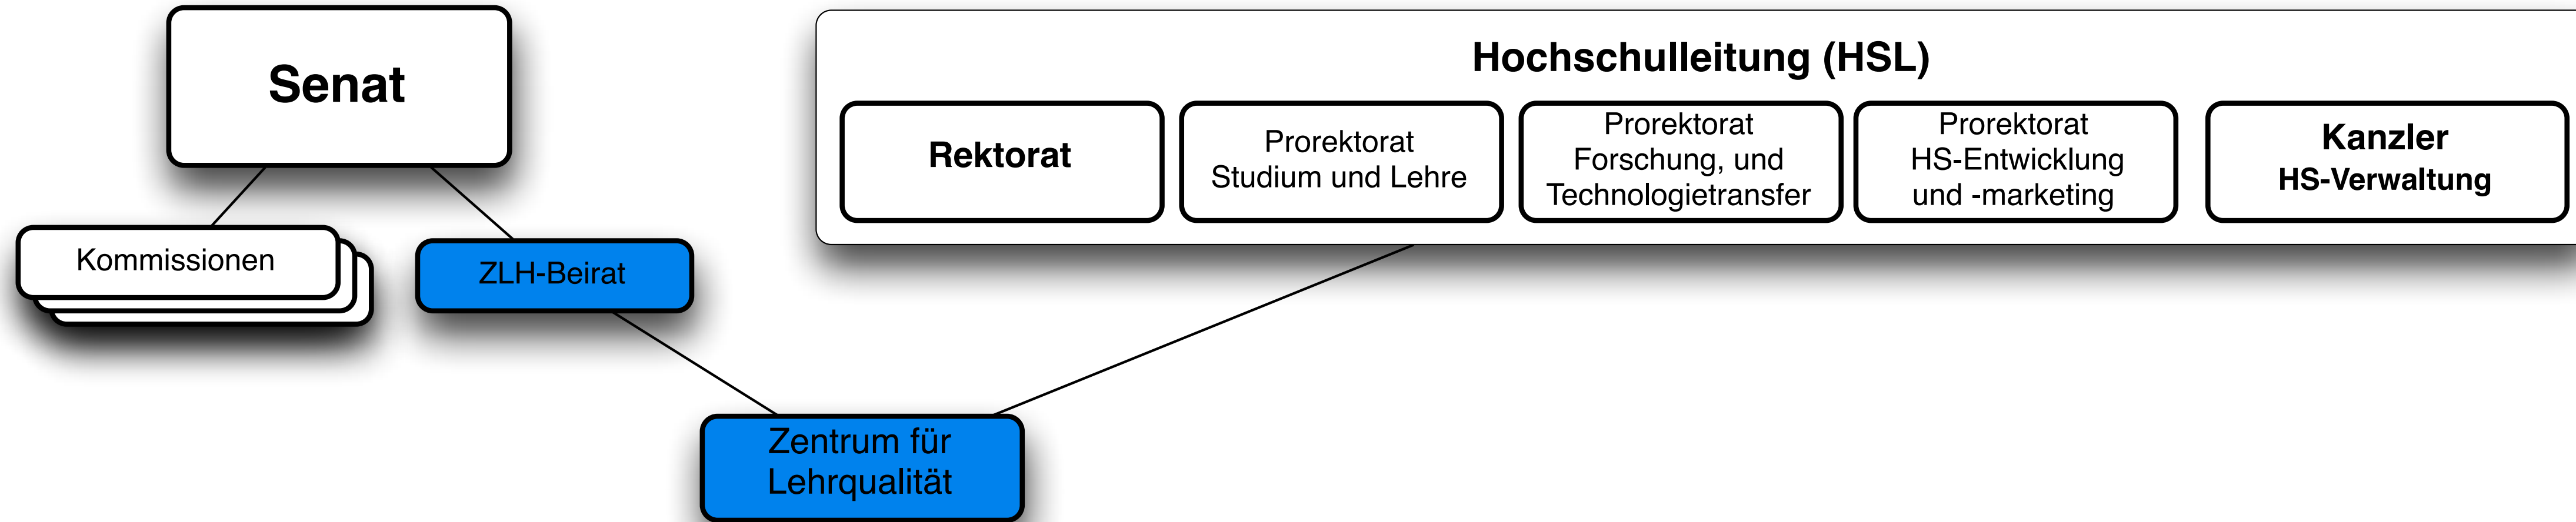 Senat
Kommissionen
ZLH-Beirat
Hochschulleitung (HSL)
Rektorat
Prorektorat
Studium und Lehre
Prorektorat
Forschung, und
Technologietransfer
Prorektorat
HS-Entwicklung
und -marketing
Kanzler
HS-Verwaltung
Zentrum für
Lehrqualität